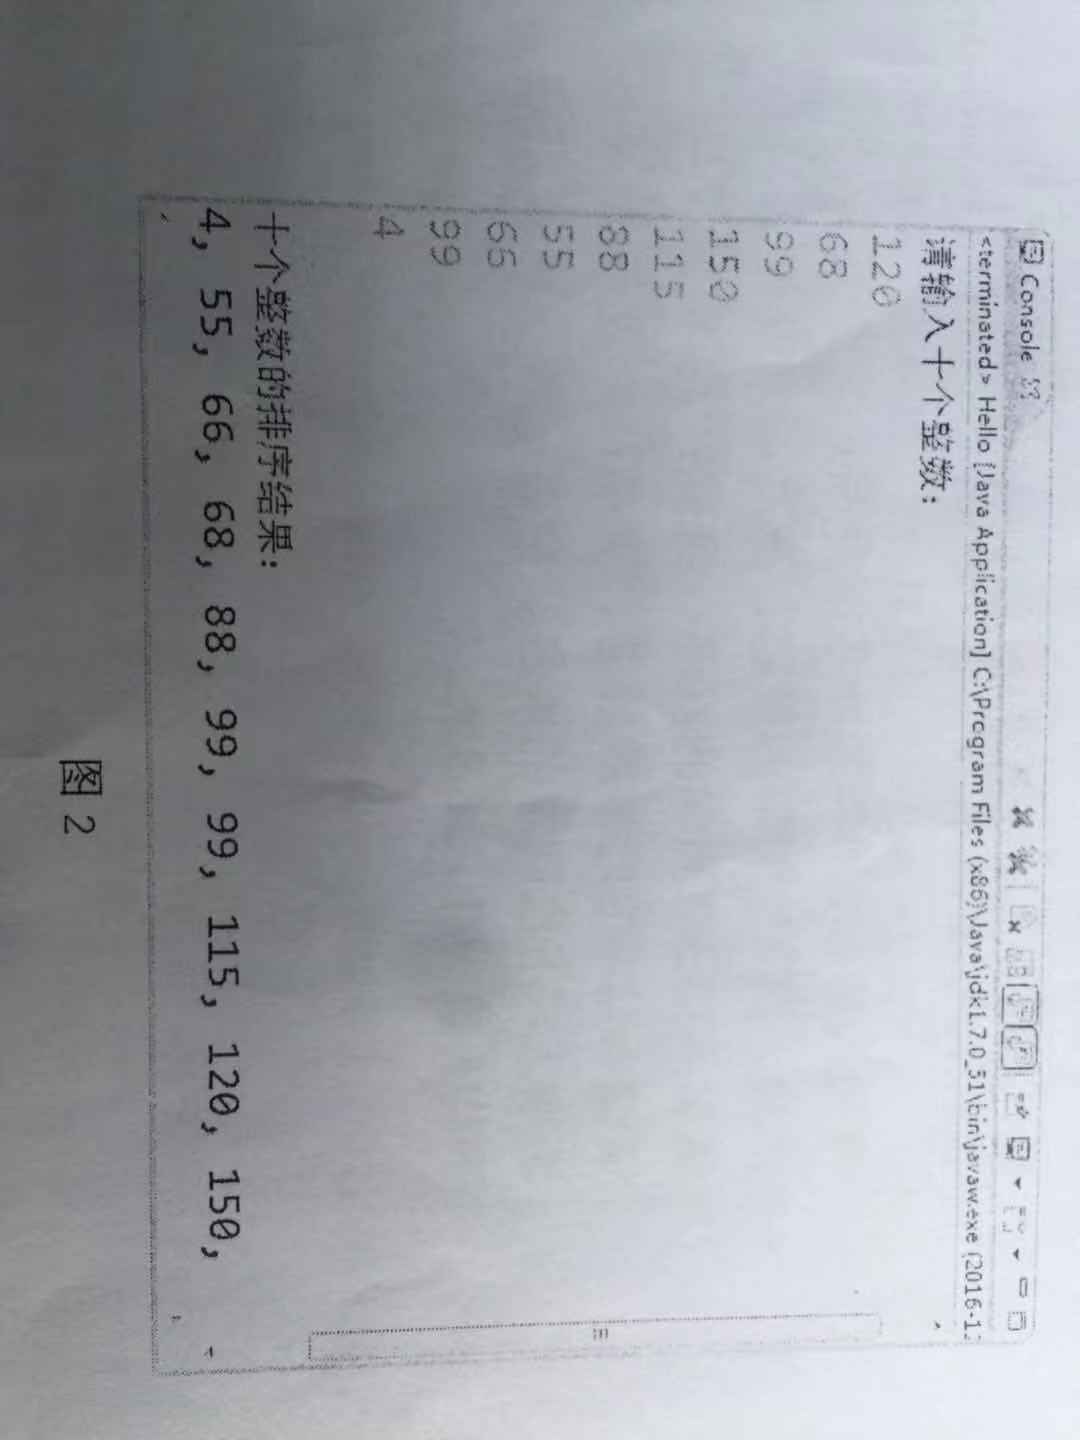 Console
<terminated> Hello [Java Application] C:\Program Files (x86)\Java\jdk1.7.0_51\bin\javaw.exe (2016-1
请输入十个整数:
120
68
99
150
115
88
55
66
99
4
十个整数的排序结果:
4, 55, 66, 68, 88, 99, 99, 115, 120, 150,
图 2